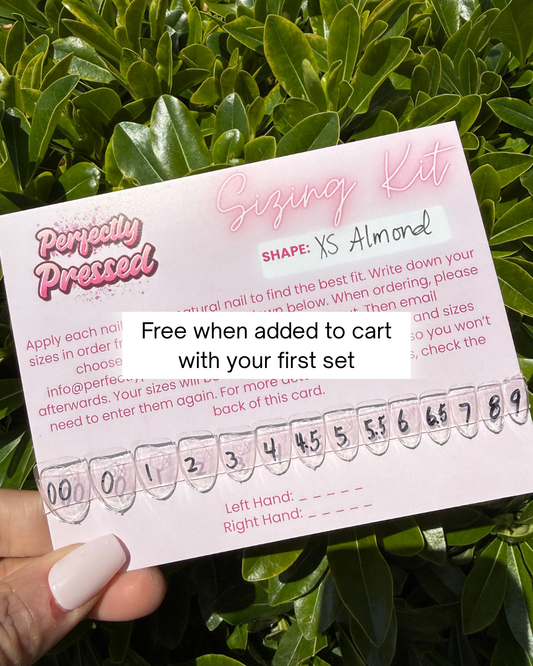 Sizing Kit
Perfectly
Pressed
SHAPE: XS Almond
Apply each nail natural nail to find the best fit. Write down your
sizes in order below. When ordering, please
choose Then email
info@perfec and sizes
afterwards. Your sizes will be so you won't
need to enter them again. For more check the
back of this card.
Free when added to cart
with your first set
00 0 1 2 3 4 4.5 5 5.5 6 6.5 7 8 9
Left Hand: _ _ _ _ _
Right Hand: _ _ _ _ _